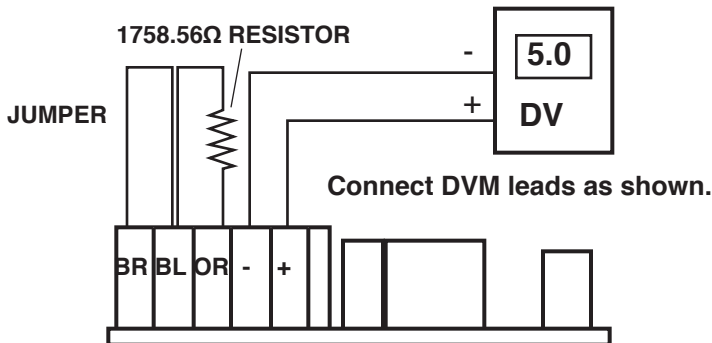 1758.56Ω RESISTOR
- 5.0
JUMPER
+ DV
Connect DVM leads as shown.
BR BL OR - +